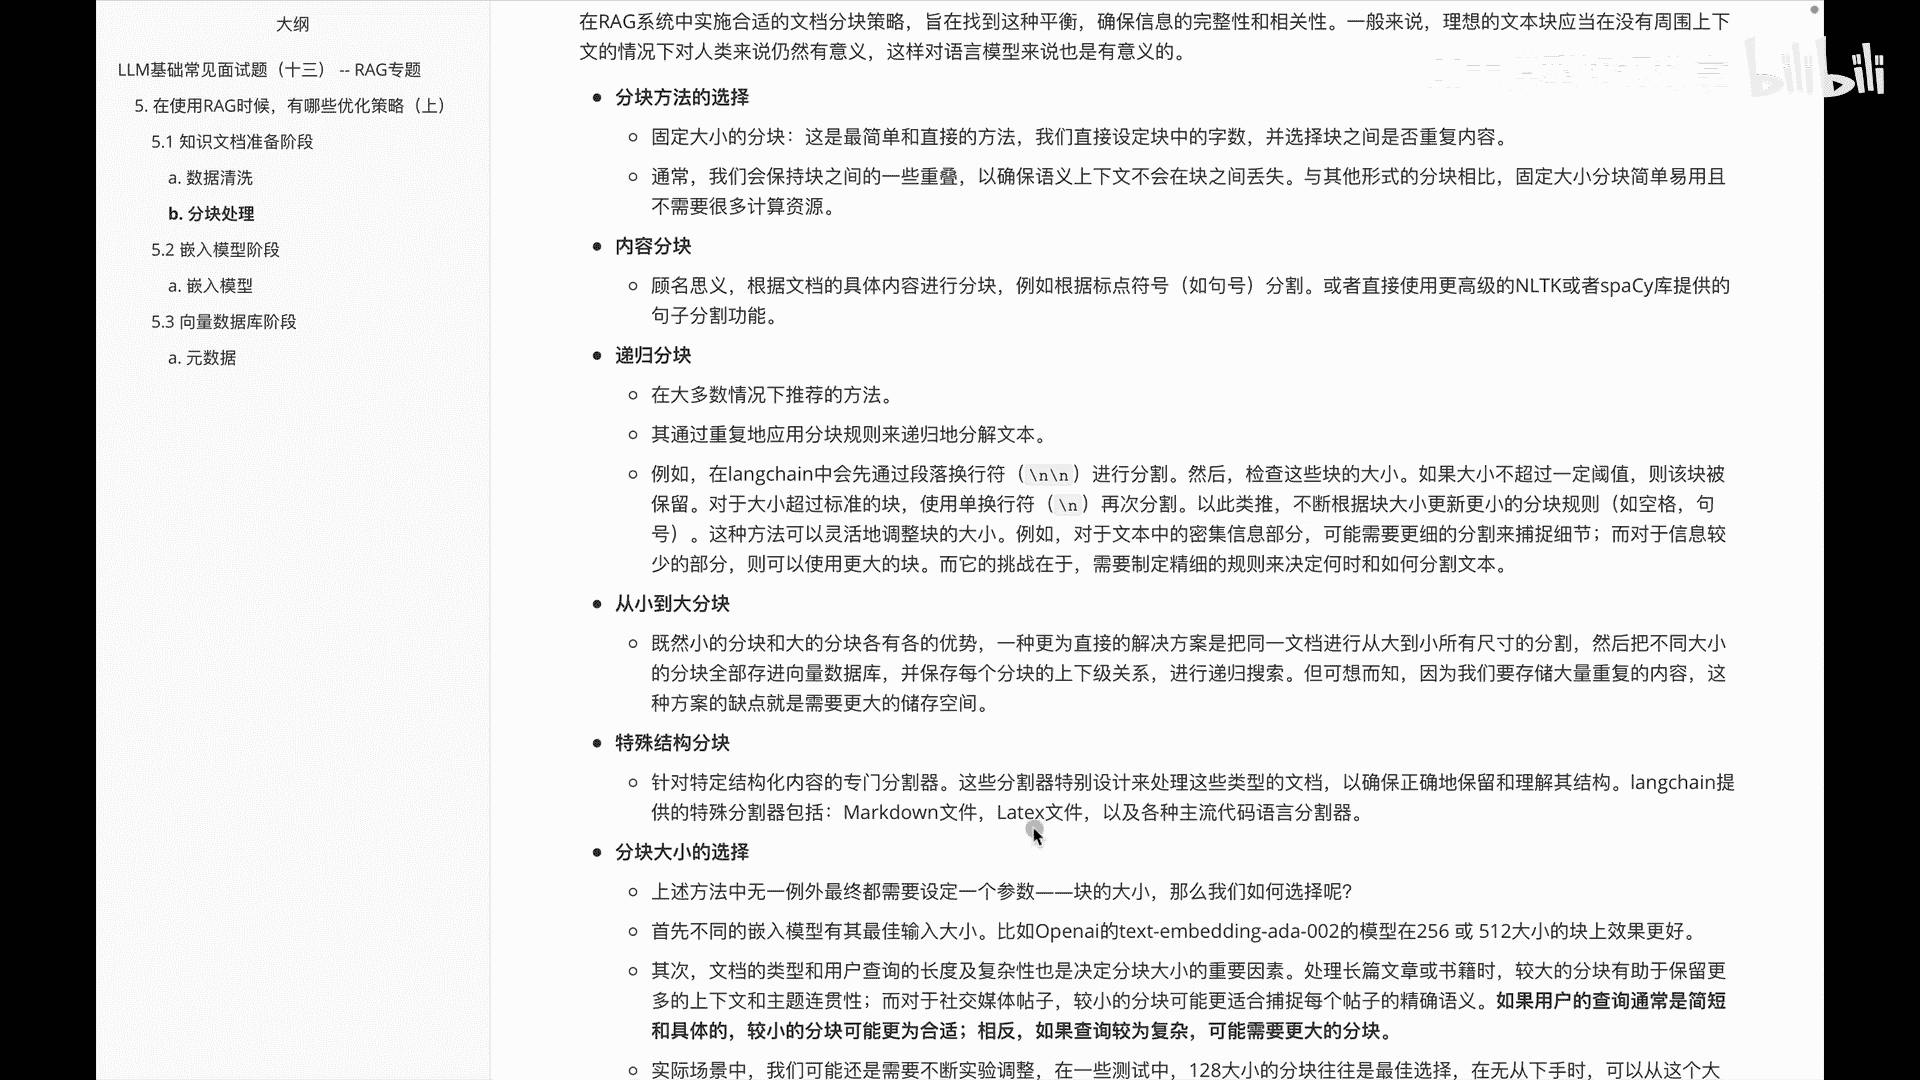 大纲
LLM基础常见面试题（十三） -- RAG专题
5. 在使用RAG时候，有哪些优化策略（上）
5.1 知识文档准备阶段
a. 数据清洗
b. 分块处理
5.2 嵌入模型阶段
a. 嵌入模型
5.3 向量数据库阶段
a. 元数据
在RAG系统中实施合适的文档分块策略，旨在找到这种平衡，确保信息的完整性和相关性。一般来说，理想的文本块应当在没有周围上下
文的情况下对人类来说仍然有意义，这样对语言模型来说也是有意义的。
分块方法的选择
固定大小的分块：这是最简单和直接的方法，我们直接设定块中的字数，并选择块之间是否重复内容。
通常，我们会保持块之间的一些重叠，以确保语义上下文不会在块之间丢失。与其他形式的分块相比，固定大小分块简单易用且
不需要很多计算资源。
内容分块
顾名思义，根据文档的具体内容进行分块，例如根据标点符号（如句号）分割。或者直接使用更高级的NLTK或者spaCy库提供的
句子分割功能。
递归分块
在大多数情况下推荐的方法。
其通过重复地应用分块规则来递归地分解文本。
例如，在langchain中会先通过段落换行符（\n\n）进行分割。然后，检查这些块的大小。如果大小不超过一定阈值，则该块被
保留。对于大小超过标准的块，使用单换行符（\n）再次分割。以此类推，不断根据块大小更新更小的分块规则（如空格，句
号）。这种方法可以灵活地调整块的大小。例如，对于文本中的密集信息部分，可能需要更细的分割来捕捉细节；而对于信息较
少的部分，则可以使用更大的块。而它的挑战在于，需要制定精细的规则来决定何时和如何分割文本。
从小到大分块
既然小的分块和大的分块各有各的优势，一种更为直接的解决方案是把同一文档进行从大到小所有尺寸的分割，然后把不同大小
的分块全部存进向量数据库，并保存每个分块的上下级关系，进行递归搜索。但可想而知，因为我们要存储大量重复的内容，这
种方案的缺点就是需要更大的储存空间。
特殊结构分块
针对特定结构化内容的专门分割器。这些分割器特别设计来处理这些类型的文档，以确保正确地保留和理解其结构。langchain提
供的特殊分割器包括：Markdown文件，Latex文件，以及各种主流代码语言分割器。
分块大小的选择
上述方法中无一例外最终都需要设定一个参数——块的大小，那么我们如何选择呢？
首先不同的嵌入模型有其最佳输入大小。比如Openai的text-embedding-ada-002的模型在256 或 512大小的块上效果更好。
其次，文档的类型和用户查询的长度及复杂性也是决定分块大小的重要因素。处理长篇文章或书籍时，较大的分块有助于保留更
多的上下文和主题连贯性；而对于社交媒体帖子，较小的分块可能更适合捕捉每个帖子的精确语义。如果用户的查询通常是简短
和具体的，较小的分块可能更为合适；相反，如果查询较为复杂，可能需要更大的分块。
实际场景中，我们可能还是需要不断实验调整，在一些测试中，128大小的分块往往是最佳选择，在无从下手时，可以从这个大
bilibili